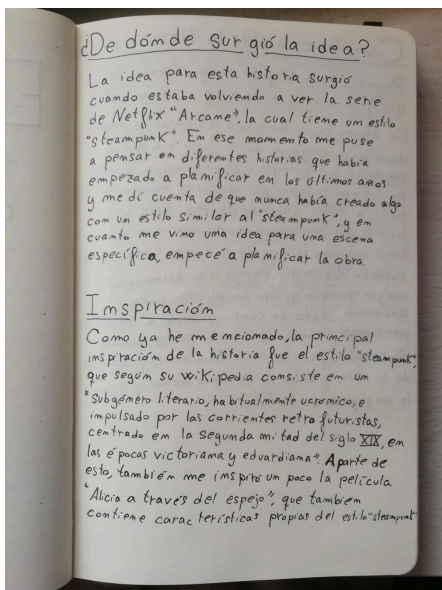 ¿De dónde surgió la idea?
La idea para esta historia surgió
cuando estaba volviendo a ver la serie
de Netflix "Arcane", la cual tiene un estilo
"steampunk". En ese momento me puse
a pensar en diferentes historias que había
empezado a planificar en los últimos años
y me dí cuenta de que nunca había creado algo
con un estilo similar al "steampunk", y en
cuanto me vino una idea para una escena
específica, empecé a planificar la obra.
Inspiración
Como ya he mencionado, la principal
inspiración de la historia fue el estilo "steampunk",
que según su wikipedia consiste en un
"Subgénero literario, habitualmente ucrónico, e
impulsado por las corrientes retro futuristas,
centrado en la segunda mitad del siglo XIX, en
las épocas victoriana y eduardiana". Aparte de
esto, también me inspiro un poco la película
"Alicia a través del espejo", que tambien
contiene características propias del estilo "steampunk"